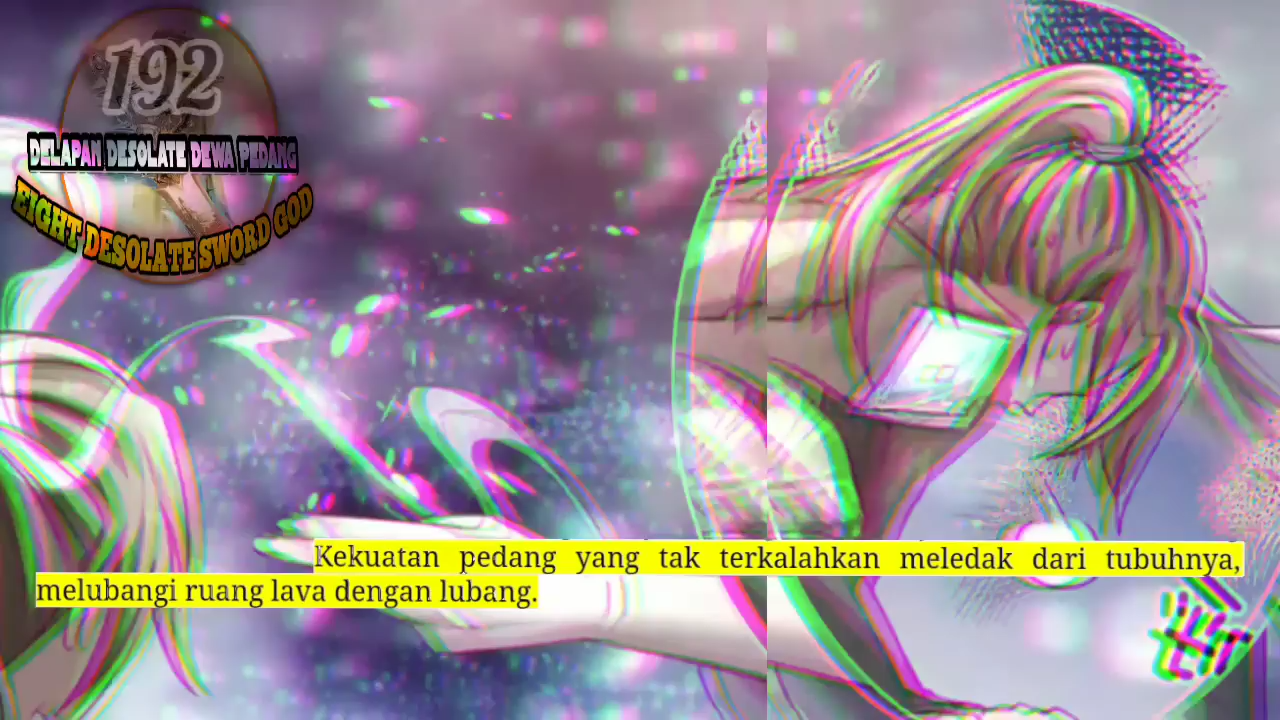 192
DELAPAN DESOLATE DEWA PEDANG
EIGHT DESOLATE SWORD GOD
Kekuatan pedang yang tak terkalahkan meledak dari tubuhnya,
melubangi ruang lava dengan lubang.